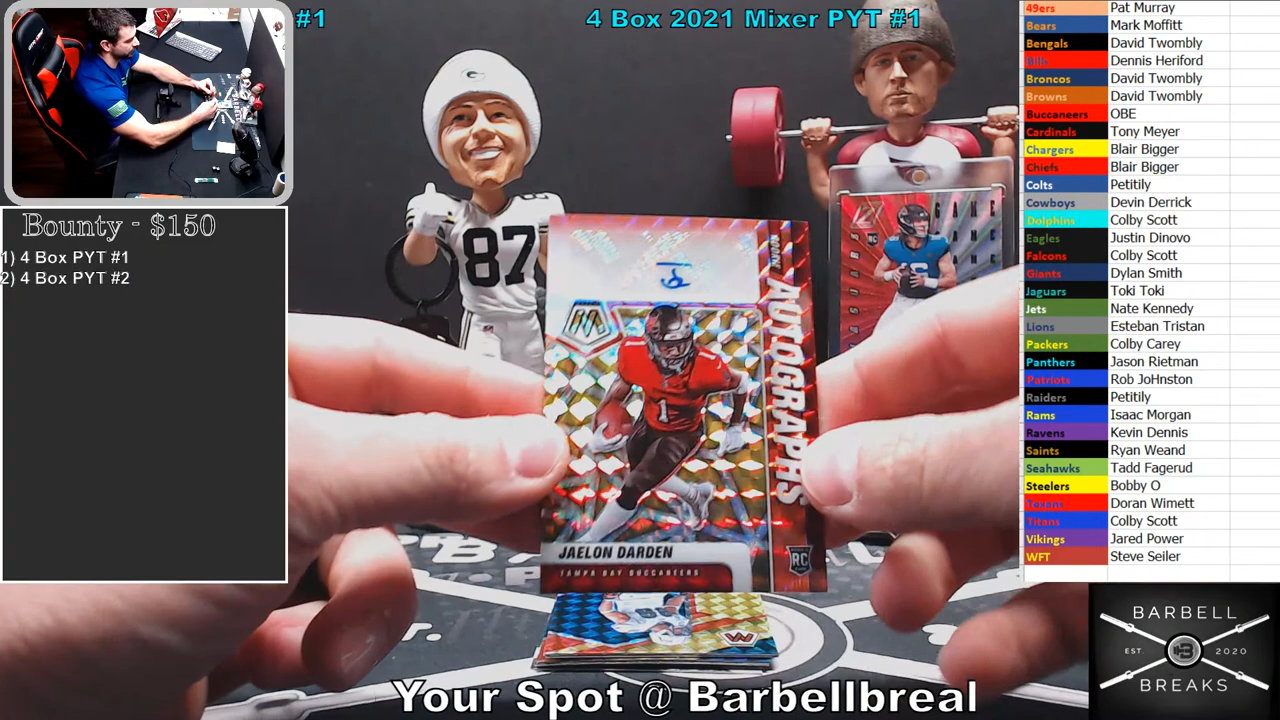 #1
4 Box 2021 Mixer PYT #1
Bounty - $150
1) 4 Box PYT #1
2) 4 Box PYT #2
87
ROOKIE AUTOGRAPHS
M
1
JAELON DARDEN
TAMPA BAY BUCCANEERS
RC
RC
16
49ers Pat Murray
Bears Mark Moffitt
Bengals David Twombly
Bills Dennis Heriford
Broncos David Twombly
Browns David Twombly
Buccaneers OBE
Cardinals Tony Meyer
Chargers Blair Bigger
Chiefs Blair Bigger
Colts Petitily
Cowboys Devin Derrick
Dolphins Colby Scott
Eagles Justin Dinovo
Falcons Colby Scott
Giants Dylan Smith
Jaguars Toki Toki
Jets Nate Kennedy
Lions Esteban Tristan
Packers Colby Carey
Panthers Jason Rietman
Patriots Rob JoHnston
Raiders Petitily
Rams Isaac Morgan
Ravens Kevin Dennis
Saints Ryan Weand
Seahawks Tadd Fagerud
Steelers Bobby O
Texans Doran Wimett
Titans Colby Scott
Vikings Jared Power
WFT Steve Seiler
BARBELL
EST. B 2020
BREAKS
Your Spot @ Barbellbreal